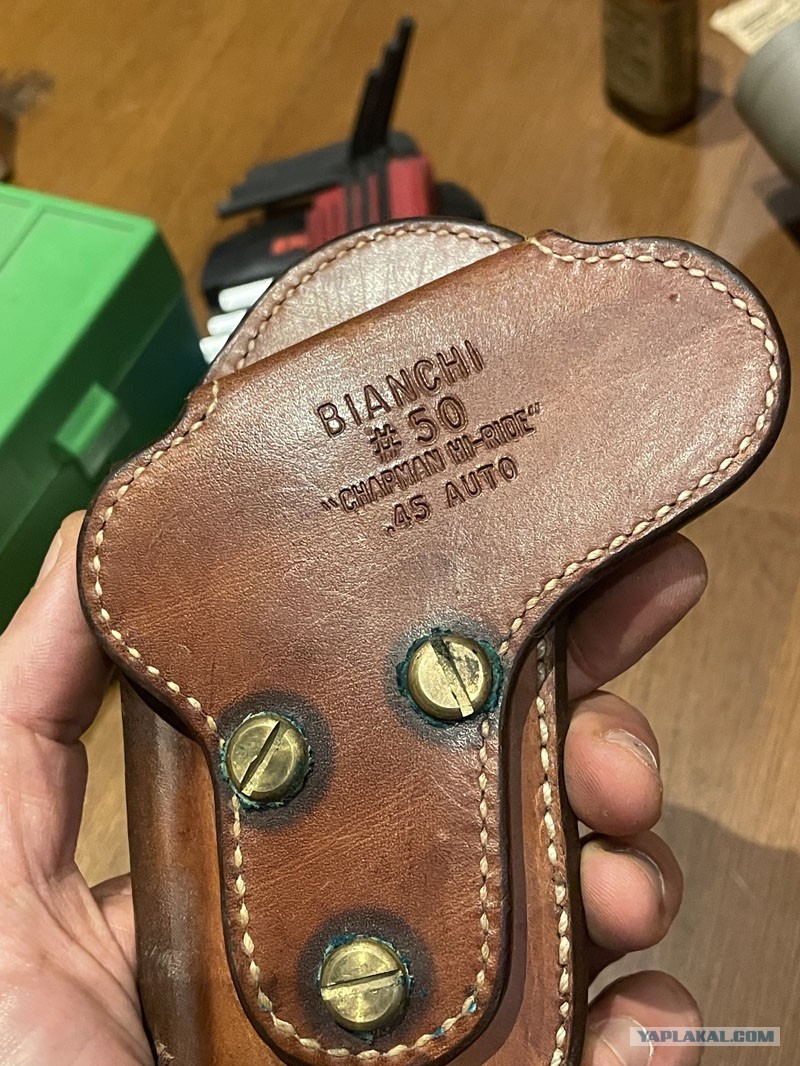 BIANCHI
# 50
"CHAPMAN HI-RIDE"
.45 AUTO
YAPLAKAL.COM